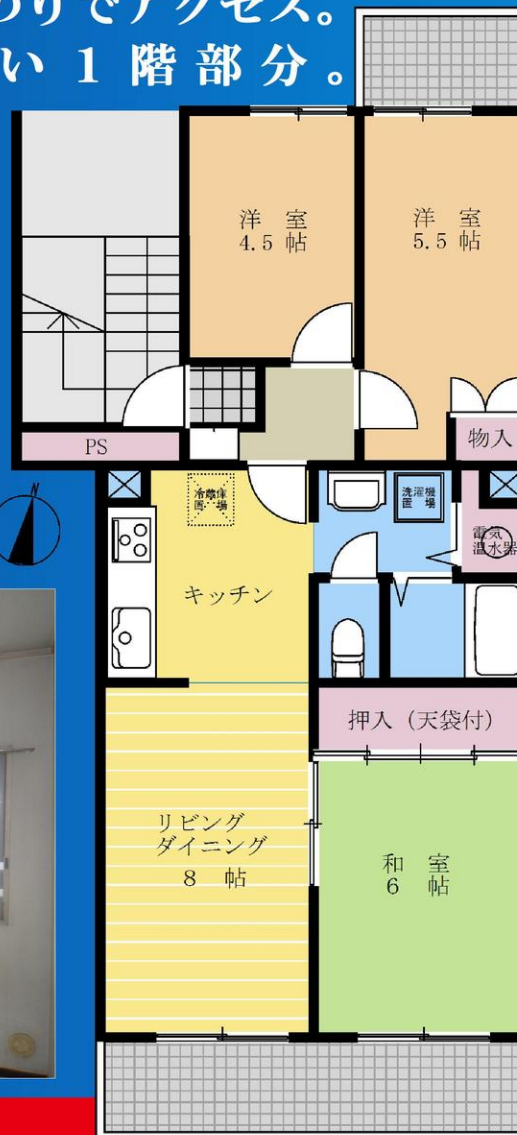 わりでアクセス。
い１階部分。
洋 室
4.5 帖
洋 室
5.5 帖
PS
物入
N
冷蔵庫
置 場
洗濯機
置 場
電気
温水器
キッチン
押入（天袋付）
リビング
ダイニング
8 帖
和 室
6 帖